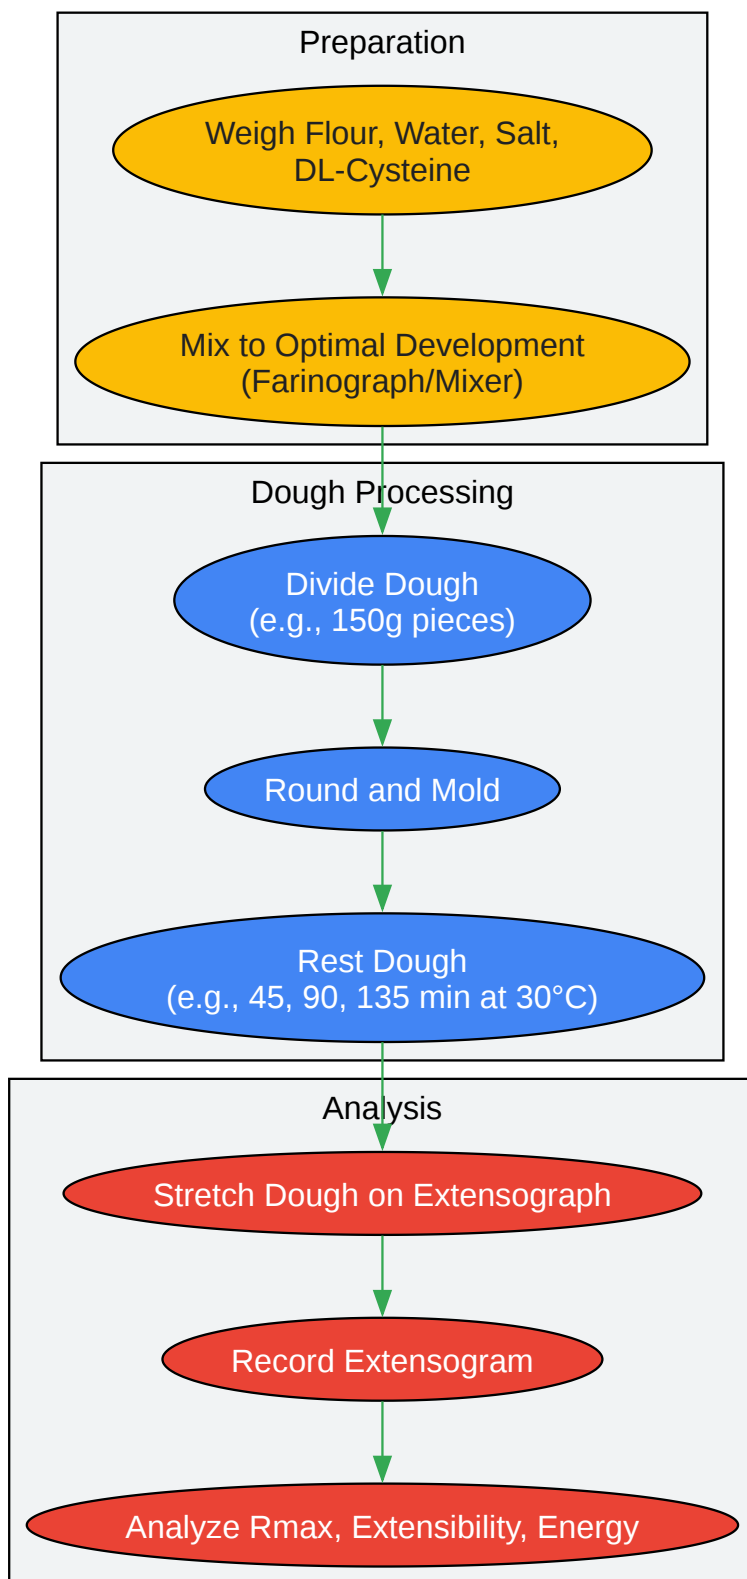 Preparation
Weigh Flour, Water, Salt,
DL-Cysteine
Mix to Optimal Development
(Farinograph/Mixer)
Dough Processing
Divide Dough
(e.g., 150g pieces)
Round and Mold
Rest Dough
(e.g., 45, 90, 135 min at 30°C)
Analysis
Stretch Dough on Extensograph
Record Extensogram
Analyze Rmax, Extensibility, Energy